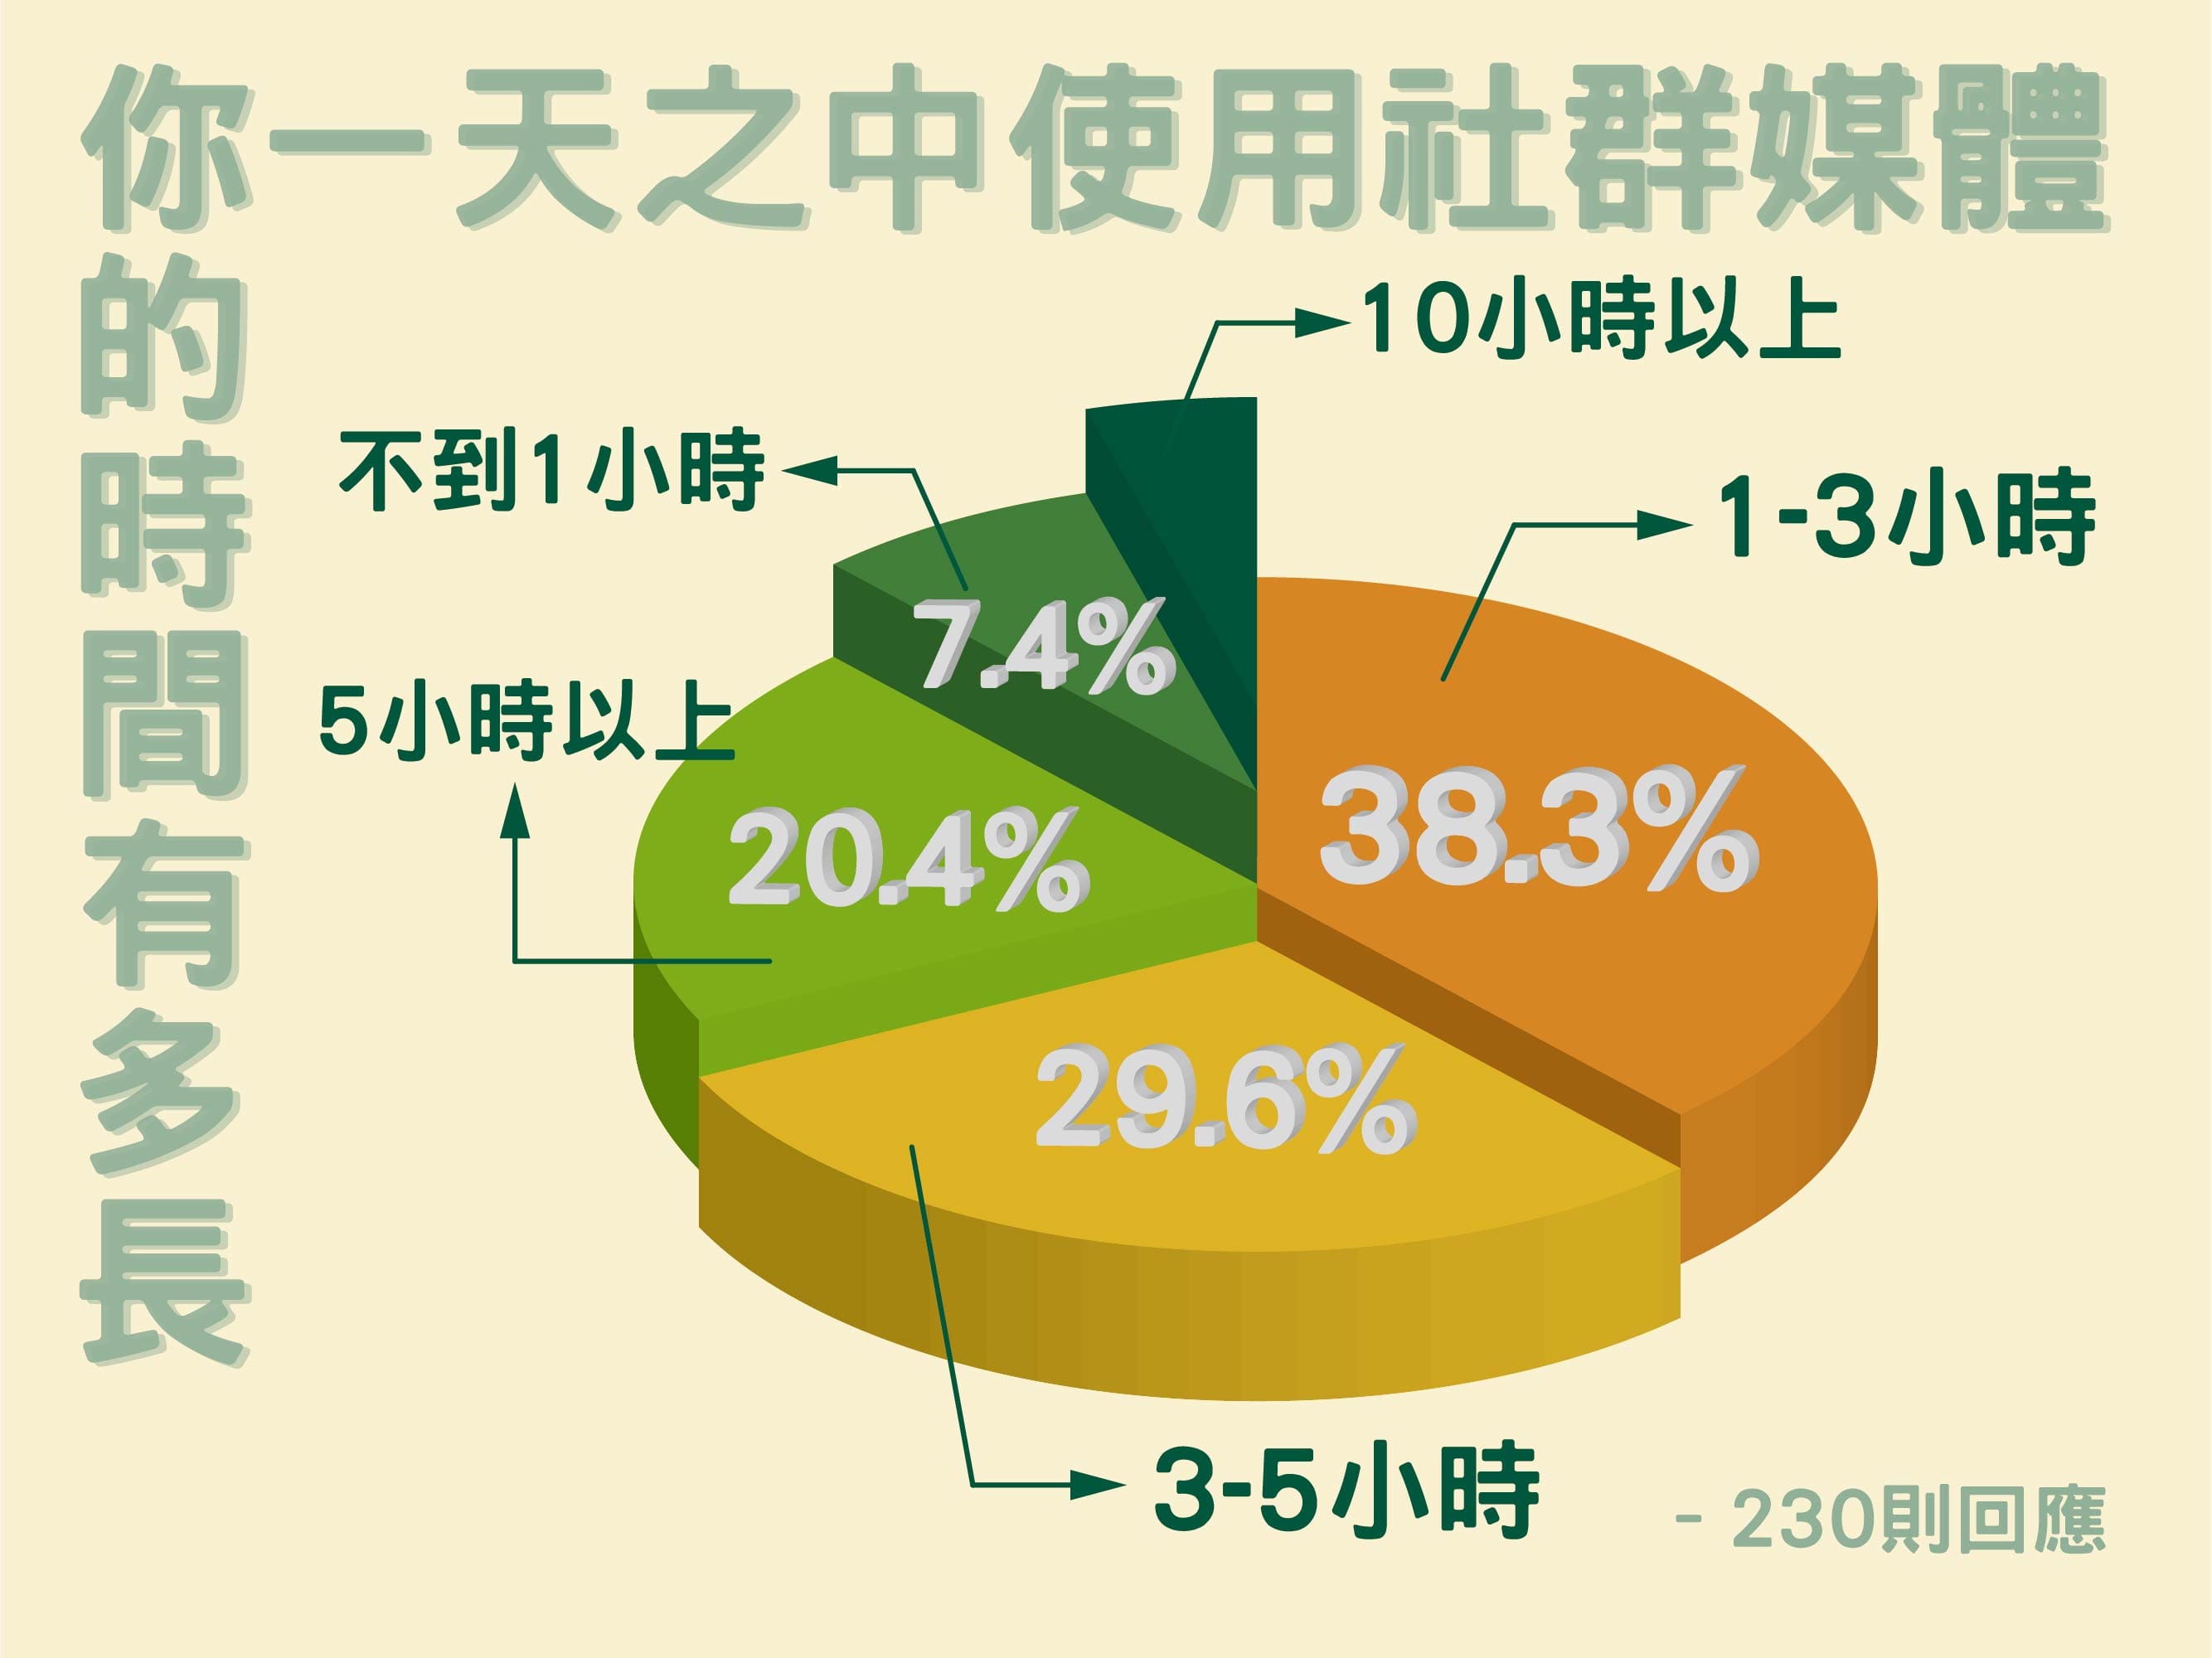 你一天之中使用社群媒體
的時間有多長
10小時以上
不到1小時
1-3小時
7.4%
5小時以上
38.3%
20.4%
29.6%
3-5小時
- 230則回應